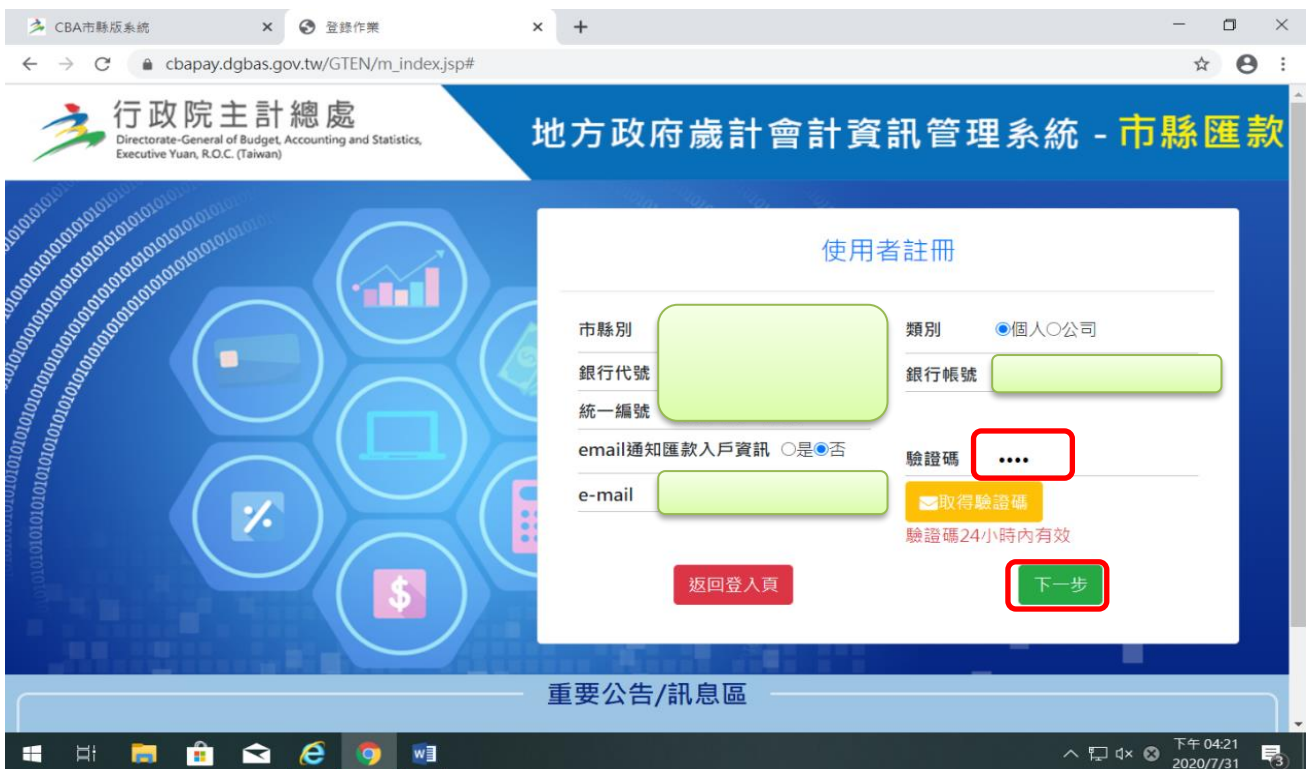 CBA市縣版系統
登錄作業
cbapay.dgbas.gov.tw/GTEN/m_index.jsp#
行政院主計總處
Directorate-General of Budget, Accounting and Statistics,
Executive Yuan, R.O.C. (Taiwan)
地方政府歲計會計資訊管理系統 - 市縣匯款
使用者註冊
市縣別
類別 個人 公司
銀行代號
銀行帳號
統一編號
email通知匯款入戶資訊 是 否
驗證碼 ••••
e-mail
取得驗證碼
驗證碼24小時內有效
返回登入頁
下一步
重要公告/訊息區
下午 04:21
2020/7/31
3